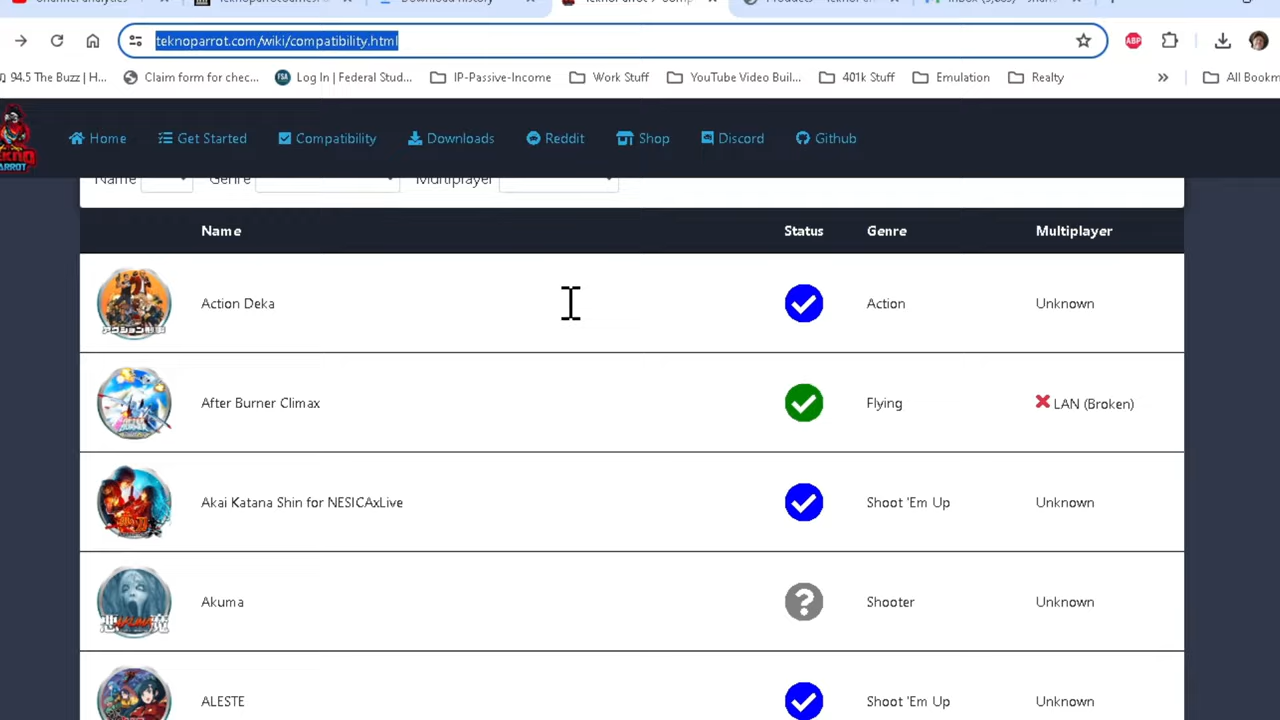 teknoparrot.com/wiki/compatibility.html
ABP
94.5 The Buzz | H...
Claim form for chec...
FSA
Log In | Federal Stud...
IP-Passive-Income
Work Stuff
YouTube Video Buil...
401k Stuff
Emulation
Realty
»
All Bookm
Home
Get Started
Compatibility
Downloads
Reddit
Shop
Discord
Github
Name
Genre
Multiplayer
Name Status Genre Multiplayer
Action Deka Action Unknown
After Burner Climax Flying LAN (Broken)
Akai Katana Shin for NESICAxLive Shoot 'Em Up Unknown
Akuma Shooter Unknown
ALESTE Shoot 'Em Up Unknown